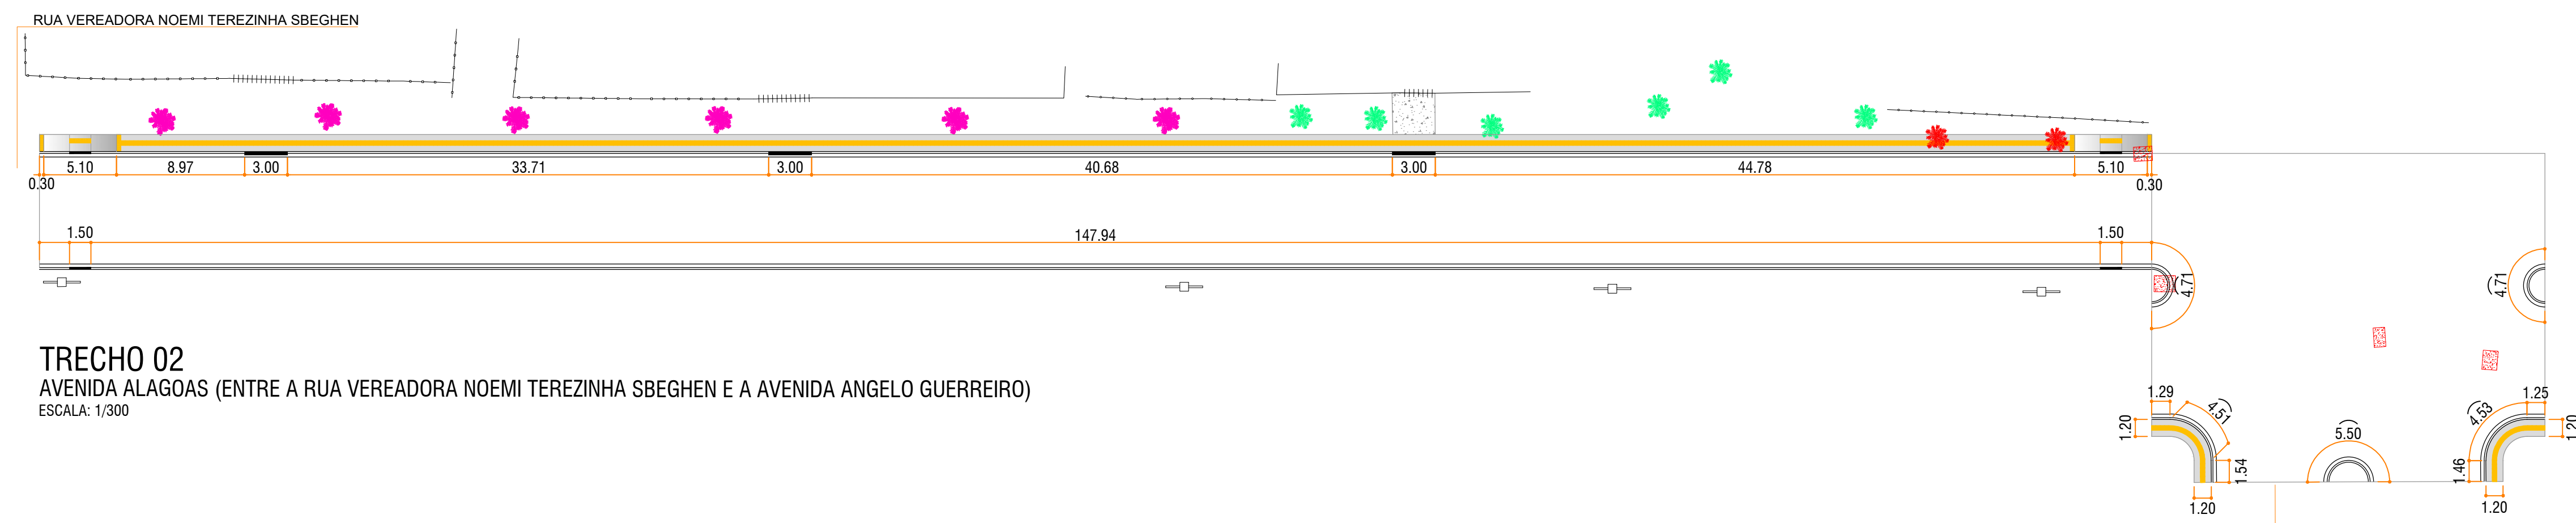 RUA VEREADORA NOEMI TEREZINHA SBEGHEN
5.10 8.97 3.00 33.71 3.00 40.68 3.00 44.78 5.10
0.30 0.30
1.50 147.94 1.50
4.71 4.71
TRECHO 02
AVENIDA ALAGOAS (ENTRE A RUA VEREADORA NOEMI TEREZINHA SBEGHEN E A AVENIDA ANGELO GUERREIRO)
ESCALA: 1/300
1.29 1.25
1.20 4.51 4.53 1.20
5.50
1.54 1.46
1.20 1.20